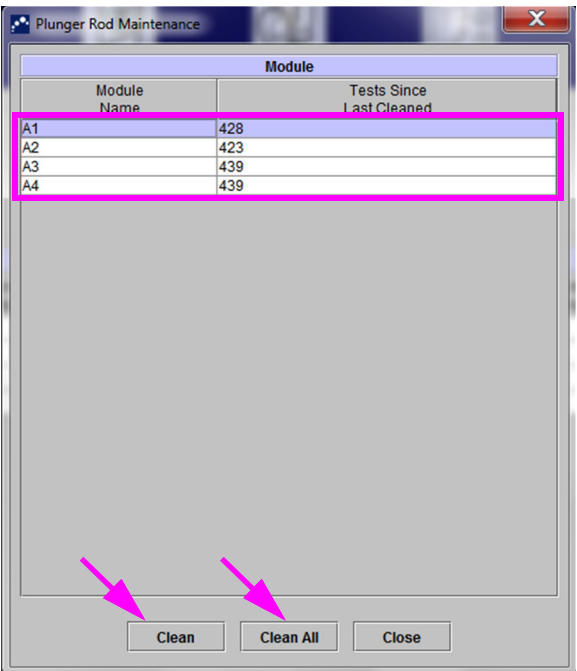 Plunger Rod Maintenance
X
Module
Module Name Tests Since Last Cleaned
A1 428
A2 423
A3 439
A4 439
Clean Clean All Close